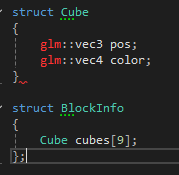 struct Cube
{
    glm::vec3 pos;
    glm::vec4 color;
}
struct BlockInfo
{
    Cube cubes[9];
};